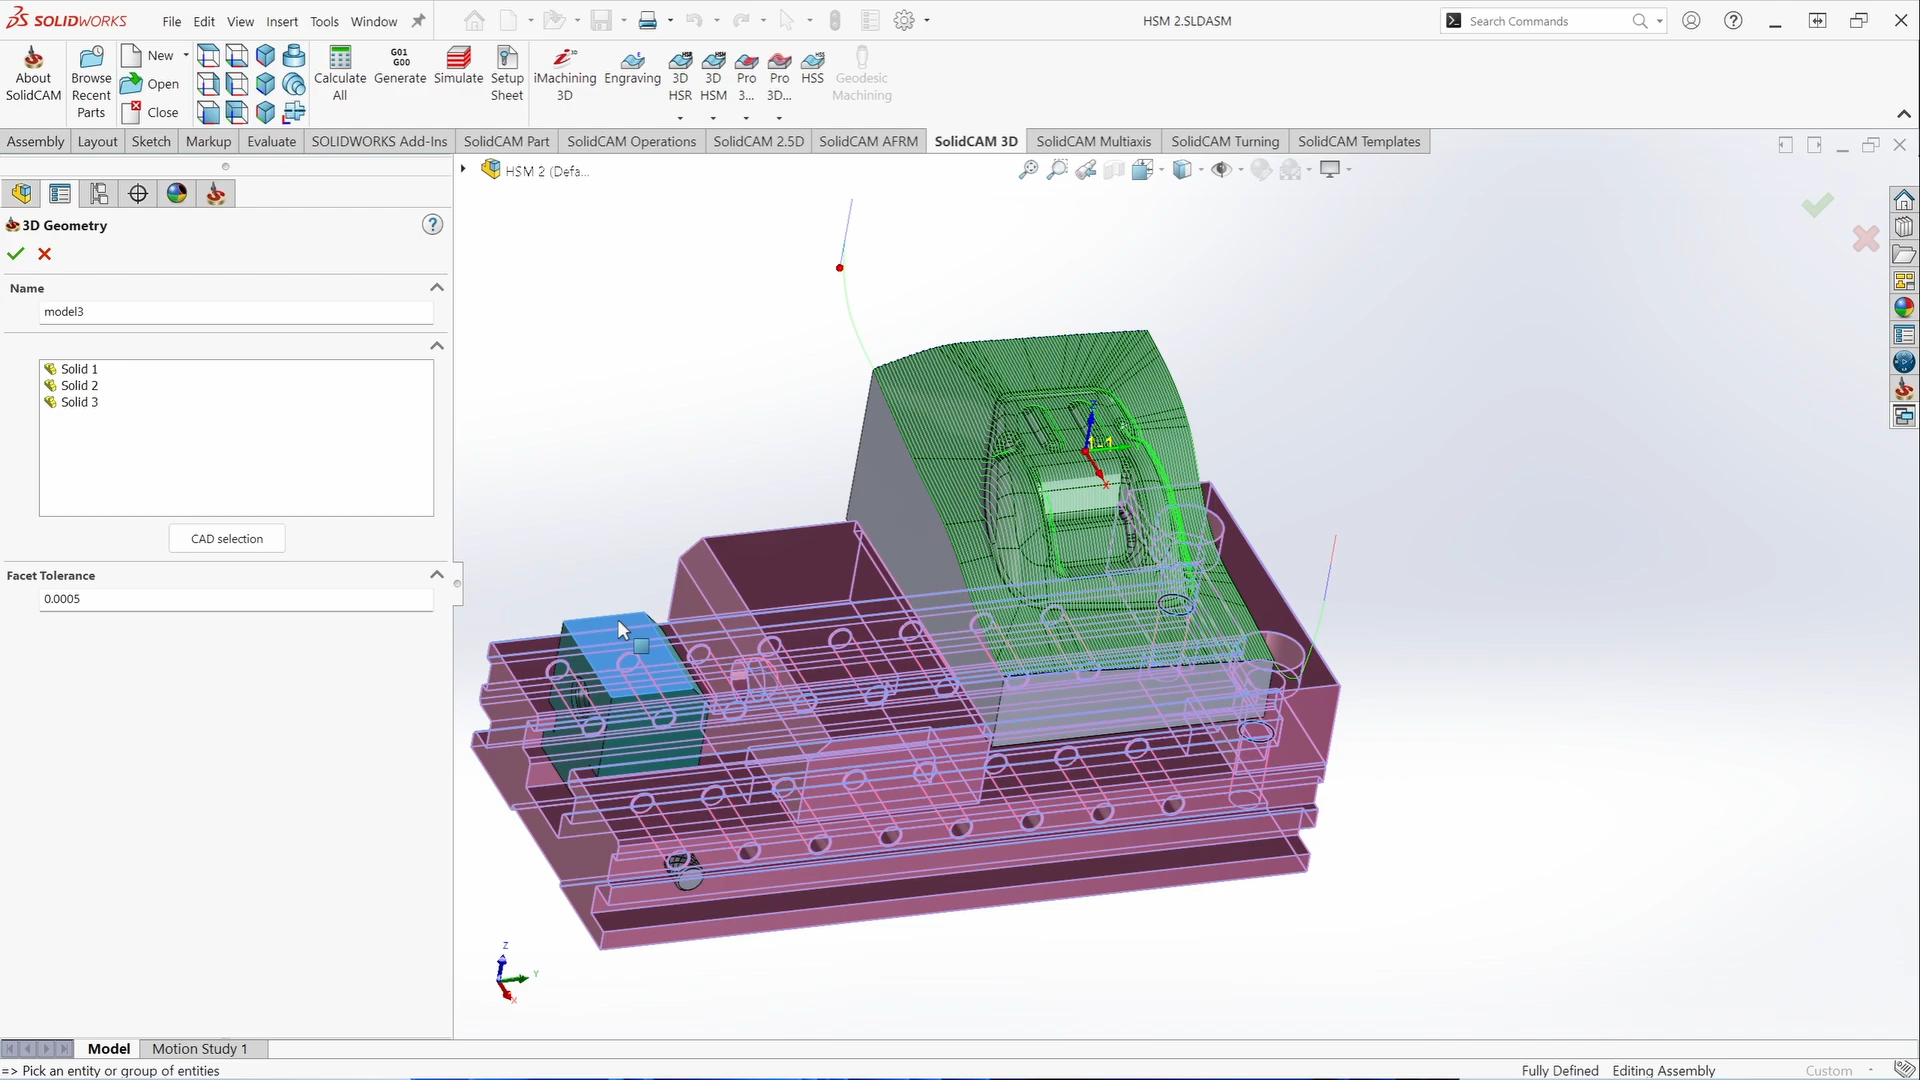 SOLIDWORKS
File Edit View Insert Tools Window
HSM 2.SLDASM
Search Commands
About SolidCAM
Browse Recent Parts
New
Open
Close
Calculate All
G01 G00
Generate
Simulate
Setup Sheet
iMachining 3D
Engraving
3D HSR
3D HSM
Pro 3...
Pro 3D...
HSS
Geodesic Machining
Assembly Layout Sketch Markup Evaluate SOLIDWORKS Add-Ins SolidCAM Part SolidCAM Operations SolidCAM 2.5D SolidCAM AFRM SolidCAM 3D SolidCAM Multiaxis SolidCAM Turning SolidCAM Templates
HSM 2 (Defa...
3D Geometry
Name
model3
Solid 1
Solid 2
Solid 3
CAD selection
Facet Tolerance
0.0005
Z
Y
X
Model Motion Study 1
=> Pick an entity or group of entities
Fully Defined Editing Assembly Custom